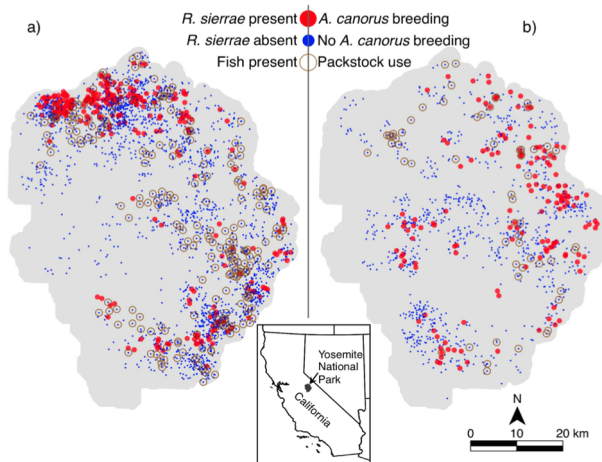 a)
R. sierrae present A. canorus breeding
R. sierrae absent No A. canorus breeding
Fish present Packstock use
b)
Yosemite
National
Park
California
N
0 10 20 km